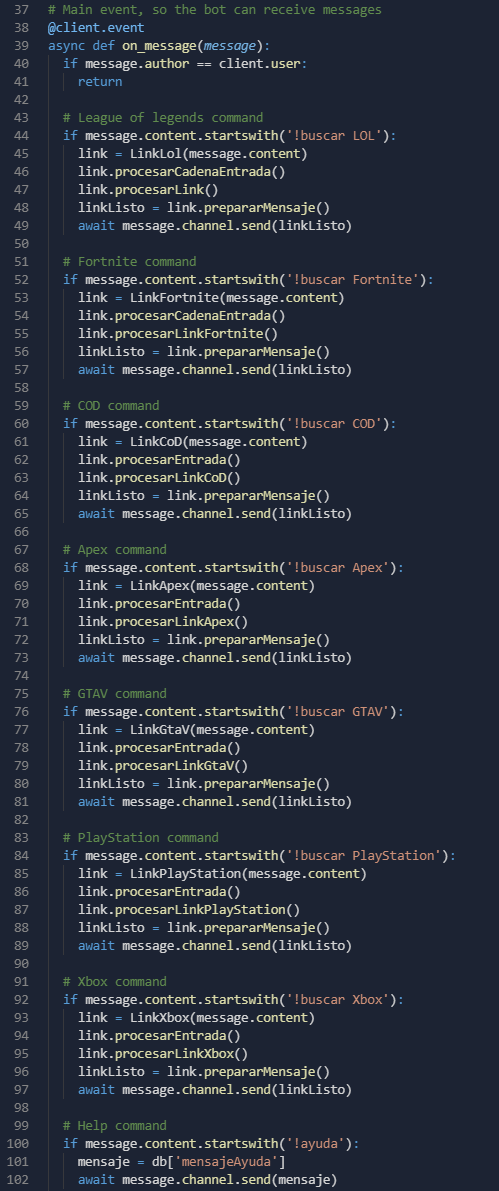 37 # Main event, so the bot can receive messages
38 @client.event
39 async def on_message(message):
40   if message.author == client.user:
41     return
42
43   # League of legends command
44   if message.content.startswith('!buscar LOL'):
45     link = LinkLol(message.content)
46     link.procesarCadenaEntrada()
47     link.procesarLink()
48     linkListo = link.prepararMensaje()
49     await message.channel.send(linkListo)
50
51   # Fortnite command
52   if message.content.startswith('!buscar Fortnite'):
53     link = LinkFortnite(message.content)
54     link.procesarCadenaEntrada()
55     link.procesarLinkFortnite()
56     linkListo = link.prepararMensaje()
57     await message.channel.send(linkListo)
58
59   # COD command
60   if message.content.startswith('!buscar COD'):
61     link = LinkCoD(message.content)
62     link.procesarEntrada()
63     link.procesarLinkCoD()
64     linkListo = link.prepararMensaje()
65     await message.channel.send(linkListo)
66
67   # Apex command
68   if message.content.startswith('!buscar Apex'):
69     link = LinkApex(message.content)
70     link.procesarEntrada()
71     link.procesarLinkApex()
72     linkListo = link.prepararMensaje()
73     await message.channel.send(linkListo)
74
75   # GTAV command
76   if message.content.startswith('!buscar GTAV'):
77     link = LinkGtaV(message.content)
78     link.procesarEntrada()
79     link.procesarLinkGtaV()
80     linkListo = link.prepararMensaje()
81     await message.channel.send(linkListo)
82
83   # PlayStation command
84   if message.content.startswith('!buscar PlayStation'):
85     link = LinkPlayStation(message.content)
86     link.procesarEntrada()
87     link.procesarLinkPlayStation()
88     linkListo = link.prepararMensaje()
89     await message.channel.send(linkListo)
90
91   # Xbox command
92   if message.content.startswith('!buscar Xbox'):
93     link = LinkXbox(message.content)
94     link.procesarEntrada()
95     link.procesarLinkXbox()
96     linkListo = link.prepararMensaje()
97     await message.channel.send(linkListo)
98
99   # Help command
100   if message.content.startswith('!ayuda'):
101     mensaje = db['mensajeAyuda']
102     await message.channel.send(mensaje)